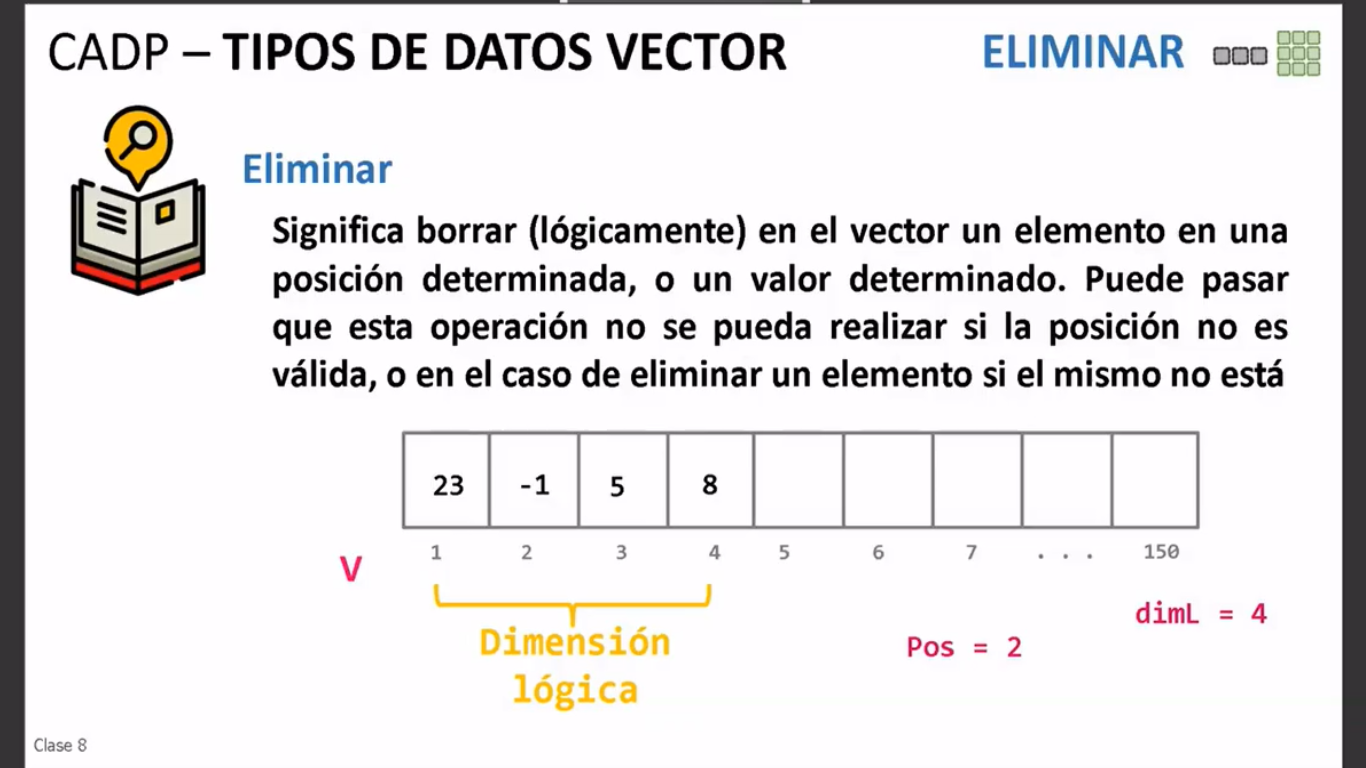 CADP – TIPOS DE DATOS VECTOR ELIMINAR
Eliminar
Significa borrar (lógicamente) en el vector un elemento en una
posición determinada, o un valor determinado. Puede pasar
que esta operación no se pueda realizar si la posición no es
válida, o en el caso de eliminar un elemento si el mismo no está
23 -1 5 8
1 2 3 4 5 6 7 . . . 150
V
dimL = 4
Dimensión
lógica
Pos = 2
Clase 8